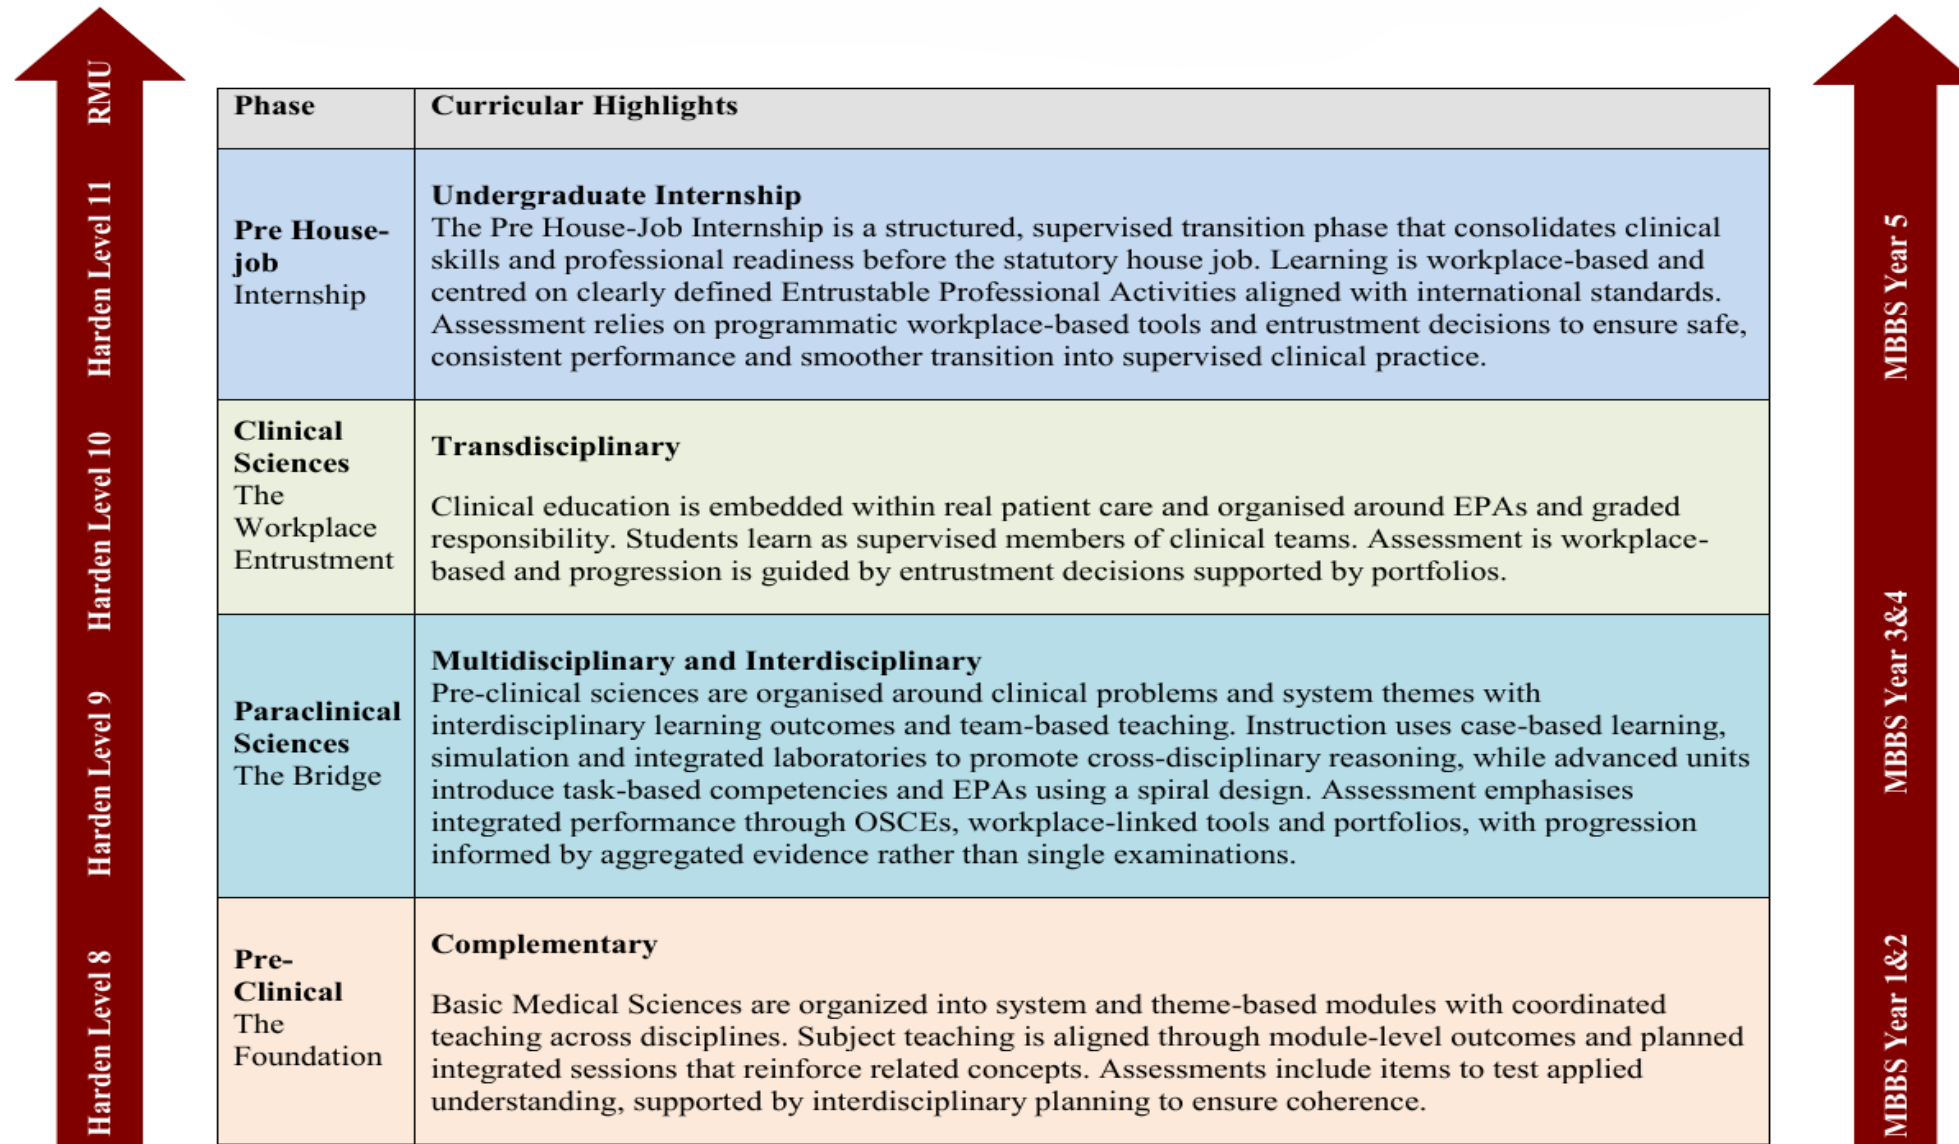 RMU
Harden Level 11
Harden Level 10
Harden Level 9
Harden Level 8
Phase
Curricular Highlights
Pre House-
job
Internship
Undergraduate Internship
The Pre House-Job Internship is a structured, supervised transition phase that consolidates clinical
skills and professional readiness before the statutory house job. Learning is workplace-based and
centred on clearly defined Entrustable Professional Activities aligned with international standards.
Assessment relies on programmatic workplace-based tools and entrustment decisions to ensure safe,
consistent performance and smoother transition into supervised clinical practice.
Clinical
Sciences
The
Workplace
Entrustment
Transdisciplinary
Clinical education is embedded within real patient care and organised around EPAs and graded
responsibility. Students learn as supervised members of clinical teams. Assessment is workplace-
based and progression is guided by entrustment decisions supported by portfolios.
Paraclinical
Sciences
The Bridge
Multidisciplinary and Interdisciplinary
Pre-clinical sciences are organised around clinical problems and system themes with
interdisciplinary learning outcomes and team-based teaching. Instruction uses case-based learning,
simulation and integrated laboratories to promote cross-disciplinary reasoning, while advanced units
introduce task-based competencies and EPAs using a spiral design. Assessment emphasises
integrated performance through OSCEs, workplace-linked tools and portfolios, with progression
informed by aggregated evidence rather than single examinations.
Pre-
Clinical
The
Foundation
Complementary
Basic Medical Sciences are organized into system and theme-based modules with coordinated
teaching across disciplines. Subject teaching is aligned through module-level outcomes and planned
integrated sessions that reinforce related concepts. Assessments include items to test applied
understanding, supported by interdisciplinary planning to ensure coherence.
MBBS Year 5
MBBS Year 3&4
MBBS Year 1&2